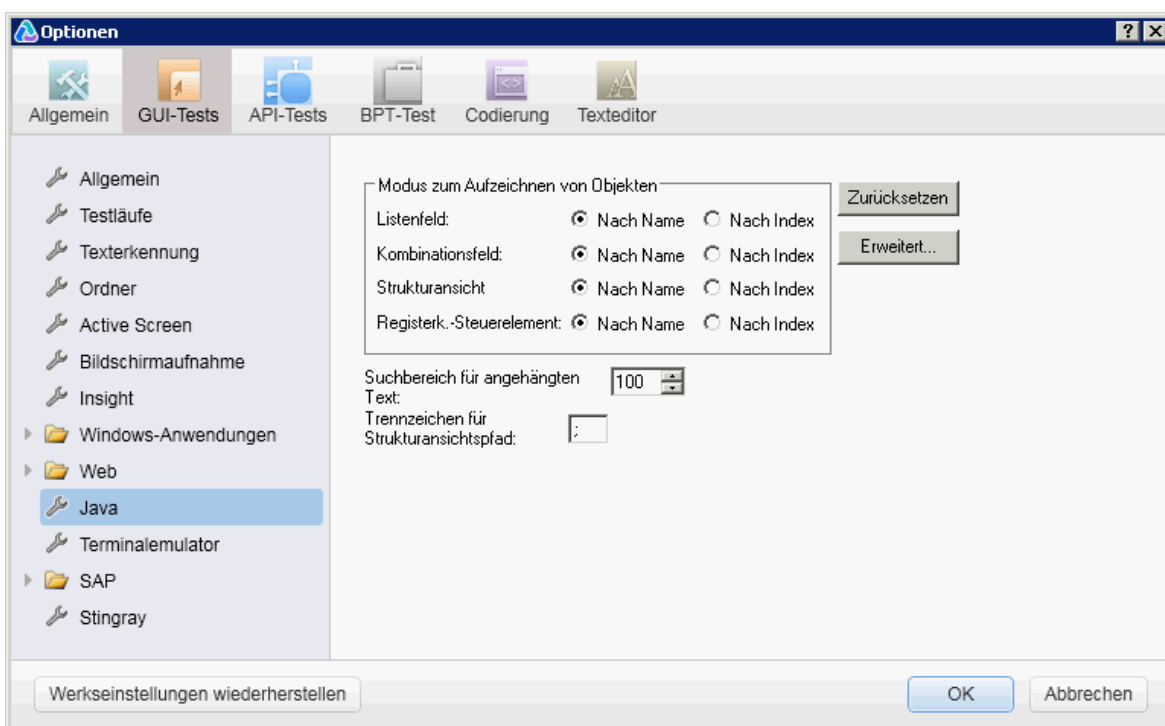 Optionen
Allgemein GUI-Tests API-Tests BPT-Test Codierung Texteditor
Allgemein
Testläufe
Texterkennung
Ordner
Active Screen
Bildschirmaufnahme
Insight
Windows-Anwendungen
Web
Java
Terminalemulator
SAP
Stingray
Modus zum Aufzeichnen von Objekten
Listenfeld: Nach Name Nach Index
Kombinationsfeld: Nach Name Nach Index
Strukturansicht Nach Name Nach Index
Registerk.-Steuerelement: Nach Name Nach Index
Zurücksetzen
Erweitert...
Suchbereich für angehängten
Text:
100
Trennzeichen für
Strukturansichtspfad:
;
Werkseinstellungen wiederherstellen
OK Abbrechen